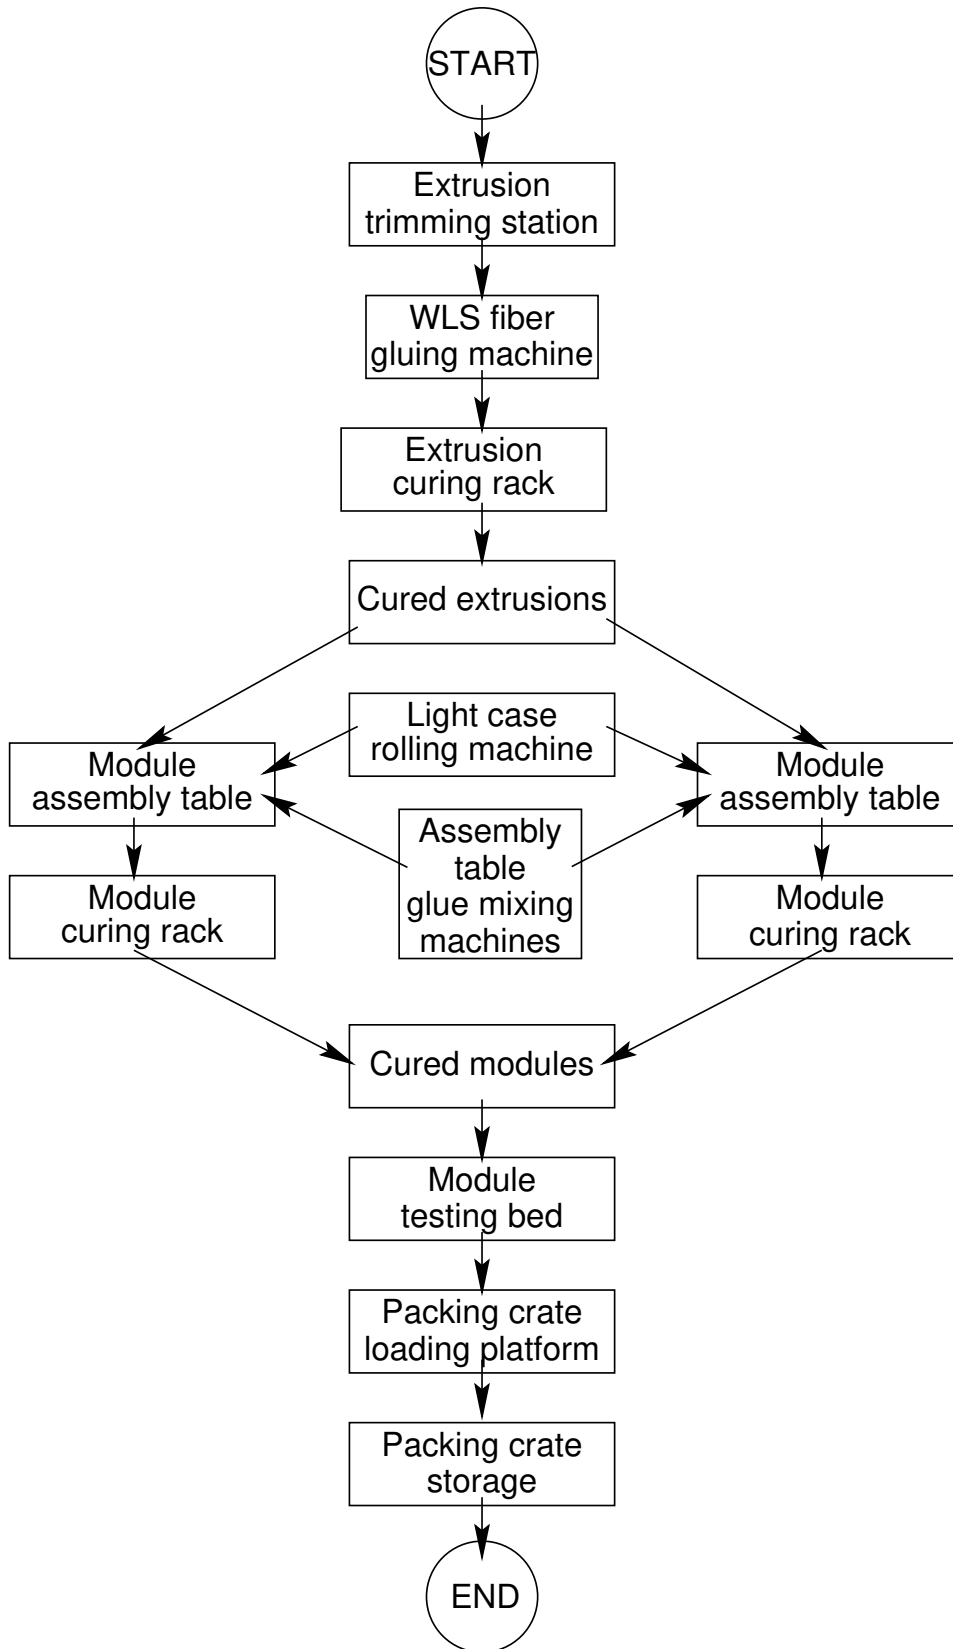 START
Extrusion
trimming station
WLS fiber
gluing machine
Extrusion
curing rack
Cured extrusions
Light case
rolling machine
Module
assembly table
Module
assembly table
Assembly
table
glue mixing
machines
Module
curing rack
Module
curing rack
Cured modules
Module
testing bed
Packing crate
loading platform
Packing crate
storage
END